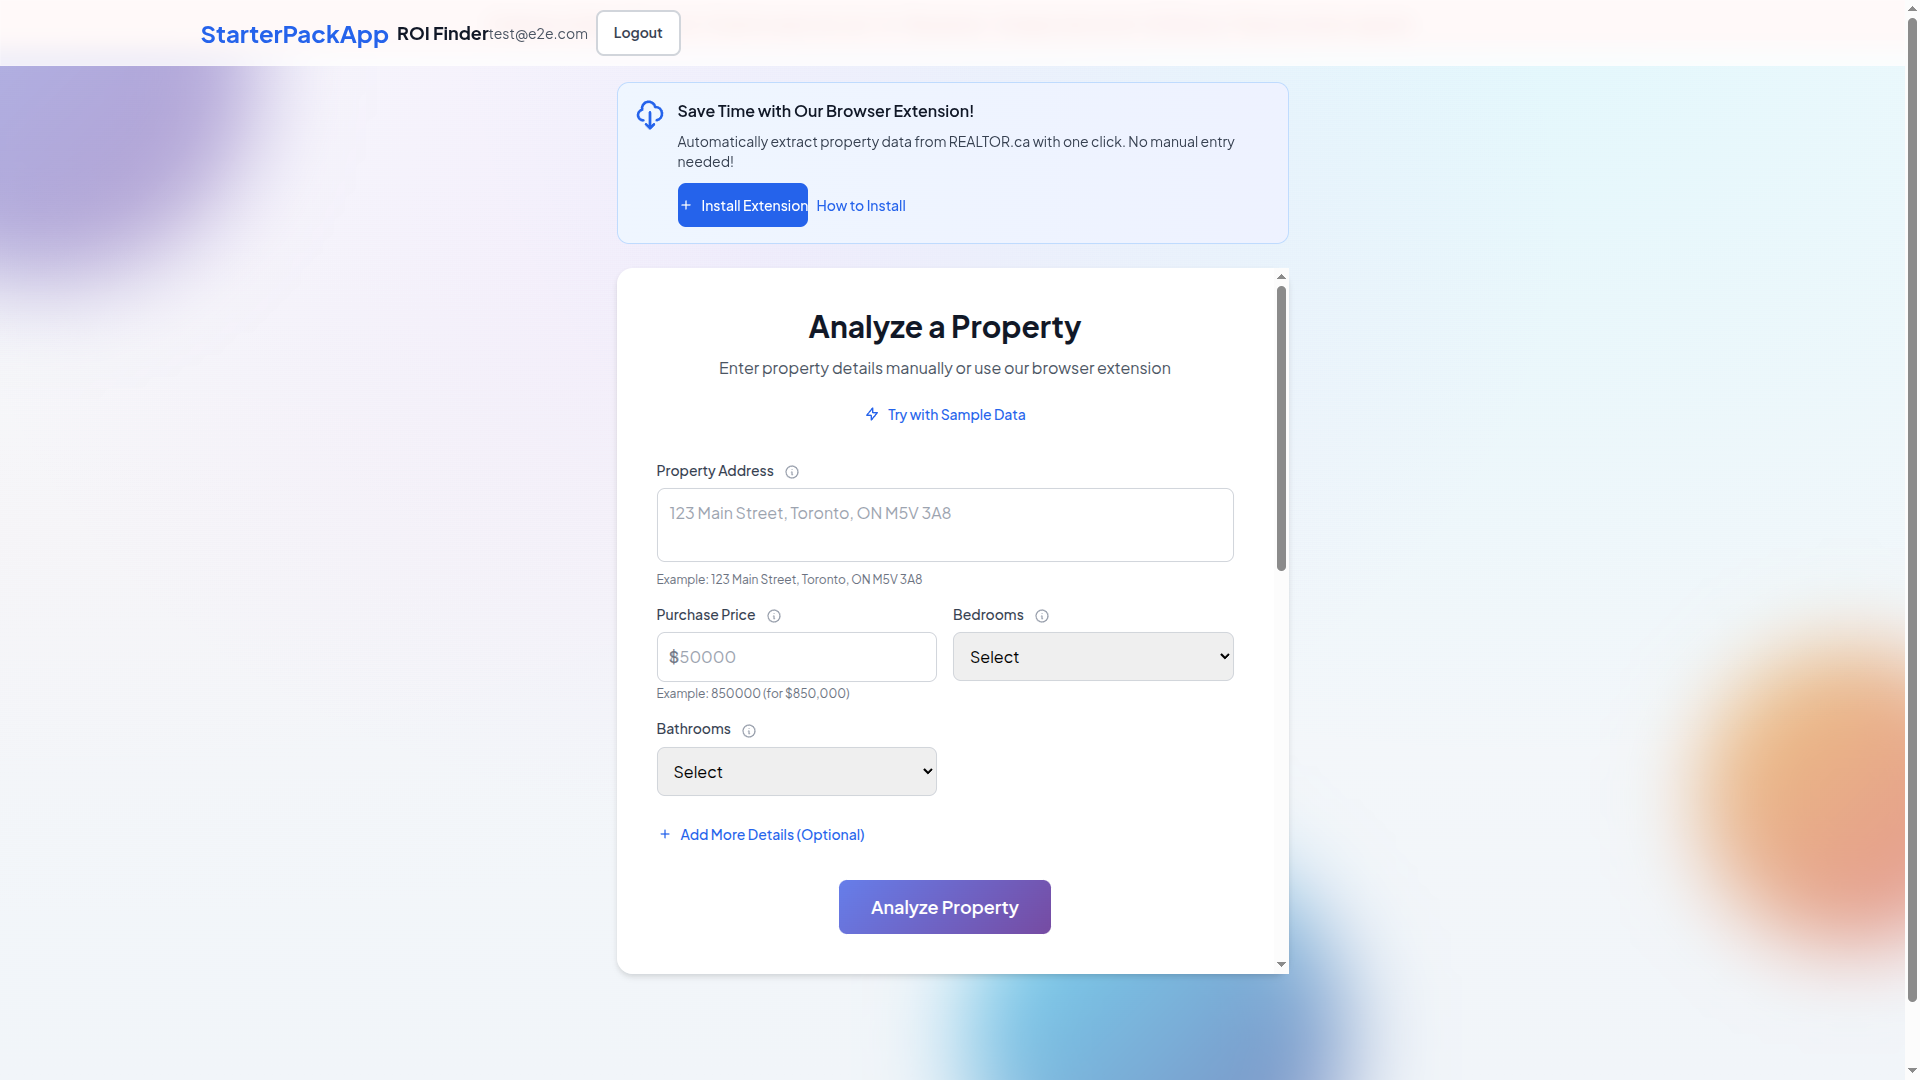 StarterPackApp ROI Finder test@e2e.com Logout
Save Time with Our Browser Extension!
Automatically extract property data from REALTOR.ca with one click. No manual entry
needed!
+ Install Extension How to Install
Analyze a Property
Enter property details manually or use our browser extension
Try with Sample Data
Property Address
123 Main Street, Toronto, ON M5V 3A8
Example: 123 Main Street, Toronto, ON M5V 3A8
Purchase Price Bedrooms
$50000 Select
Example: 850000 (for $850,000)
Bathrooms
Select
+ Add More Details (Optional)
Analyze Property